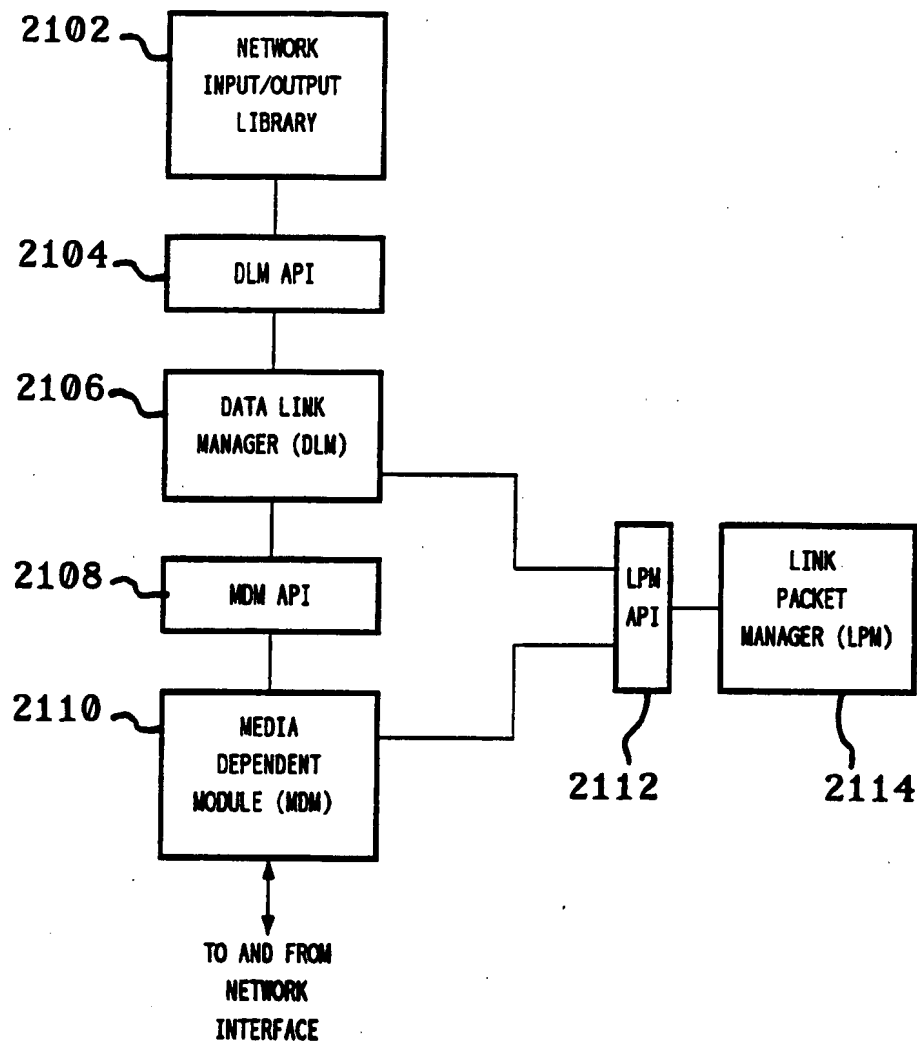 2102
NETWORK
INPUT/OUTPUT
LIBRARY
2104
DLM API
2106
DATA LINK
MANAGER (DLM)
2108
MDM API
LPM
API
LINK
PACKET
MANAGER (LPM)
2110
MEDIA
DEPENDENT
MODULE (MDM)
2112
2114
TO AND FROM
NETWORK
INTERFACE